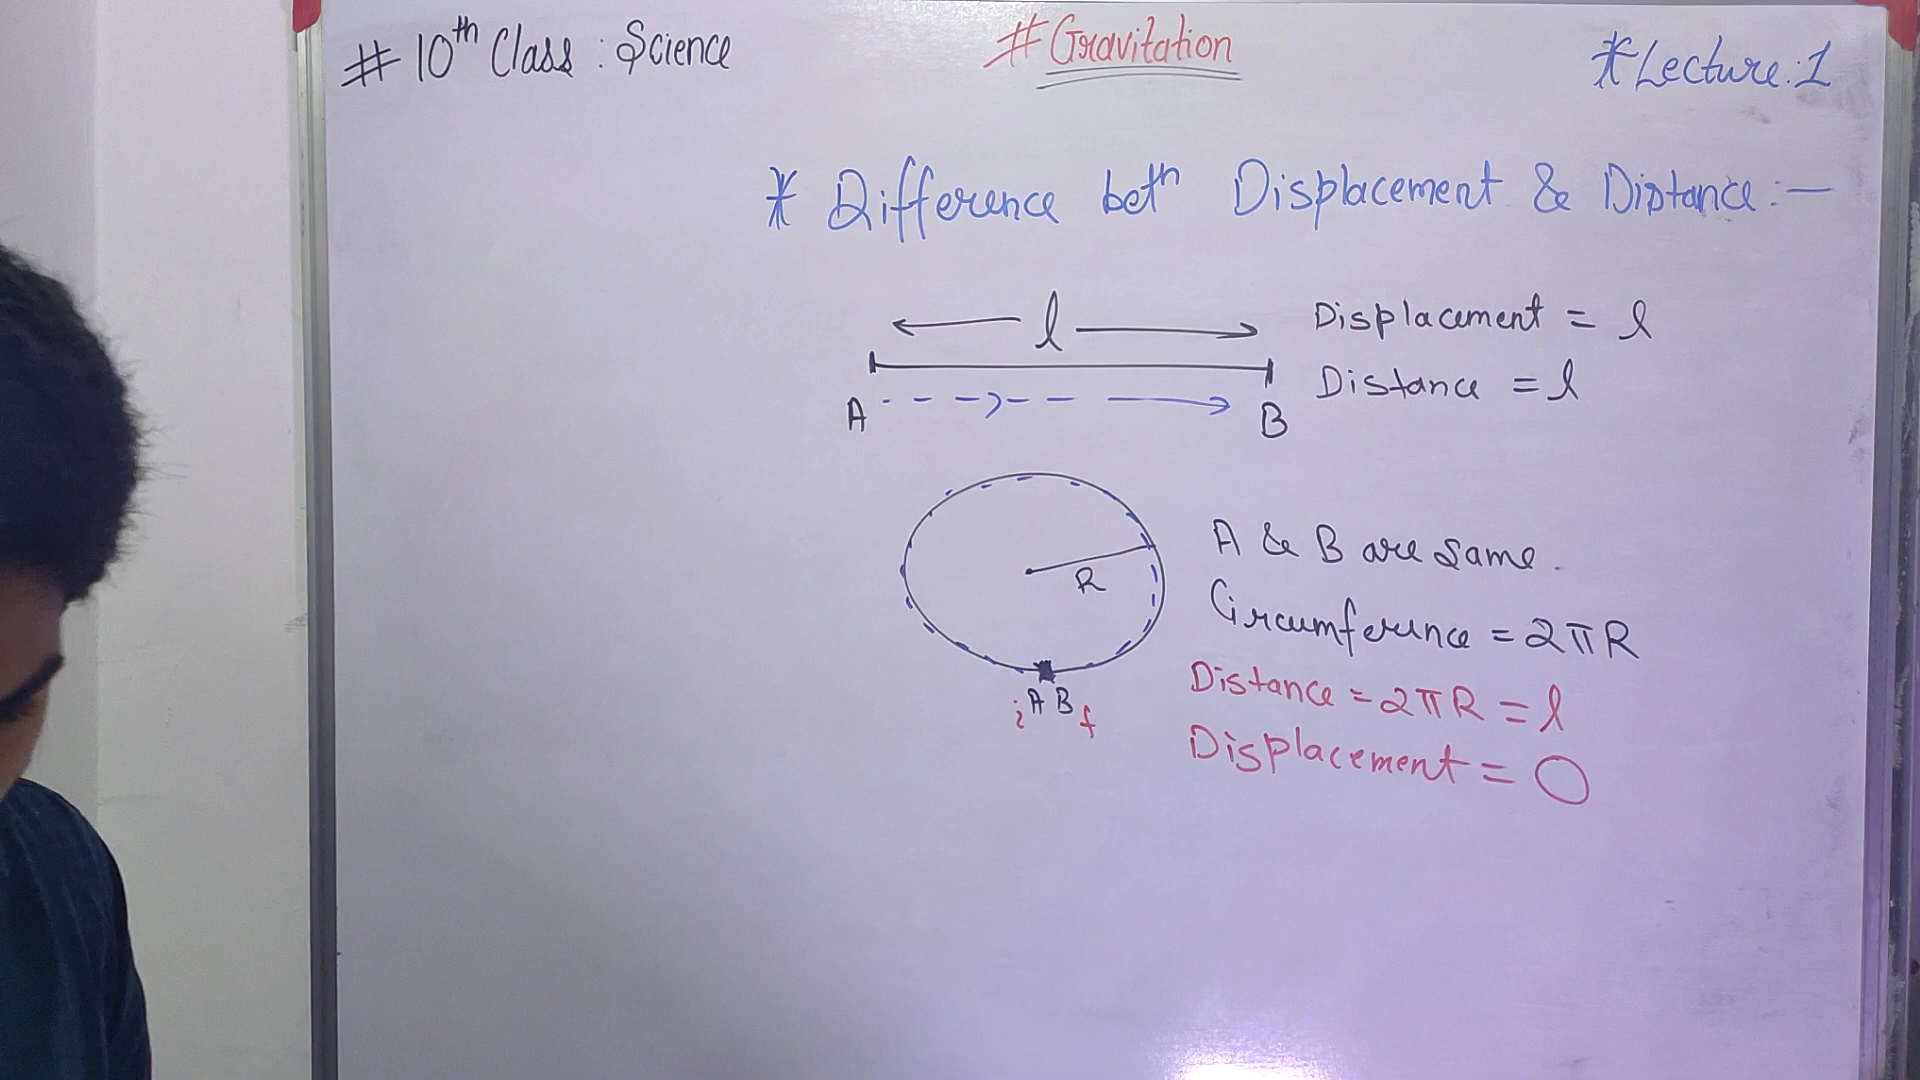 # 10th Class : Science
# Gravitation
* Lecture : 1
* Difference betn Displacement & Distance :—
l
A
B
Displacement = l
Distance = l
R
A & B are same.
Circumference = 2πR
Distance = 2πR = l
Displacement = 0
i A B f